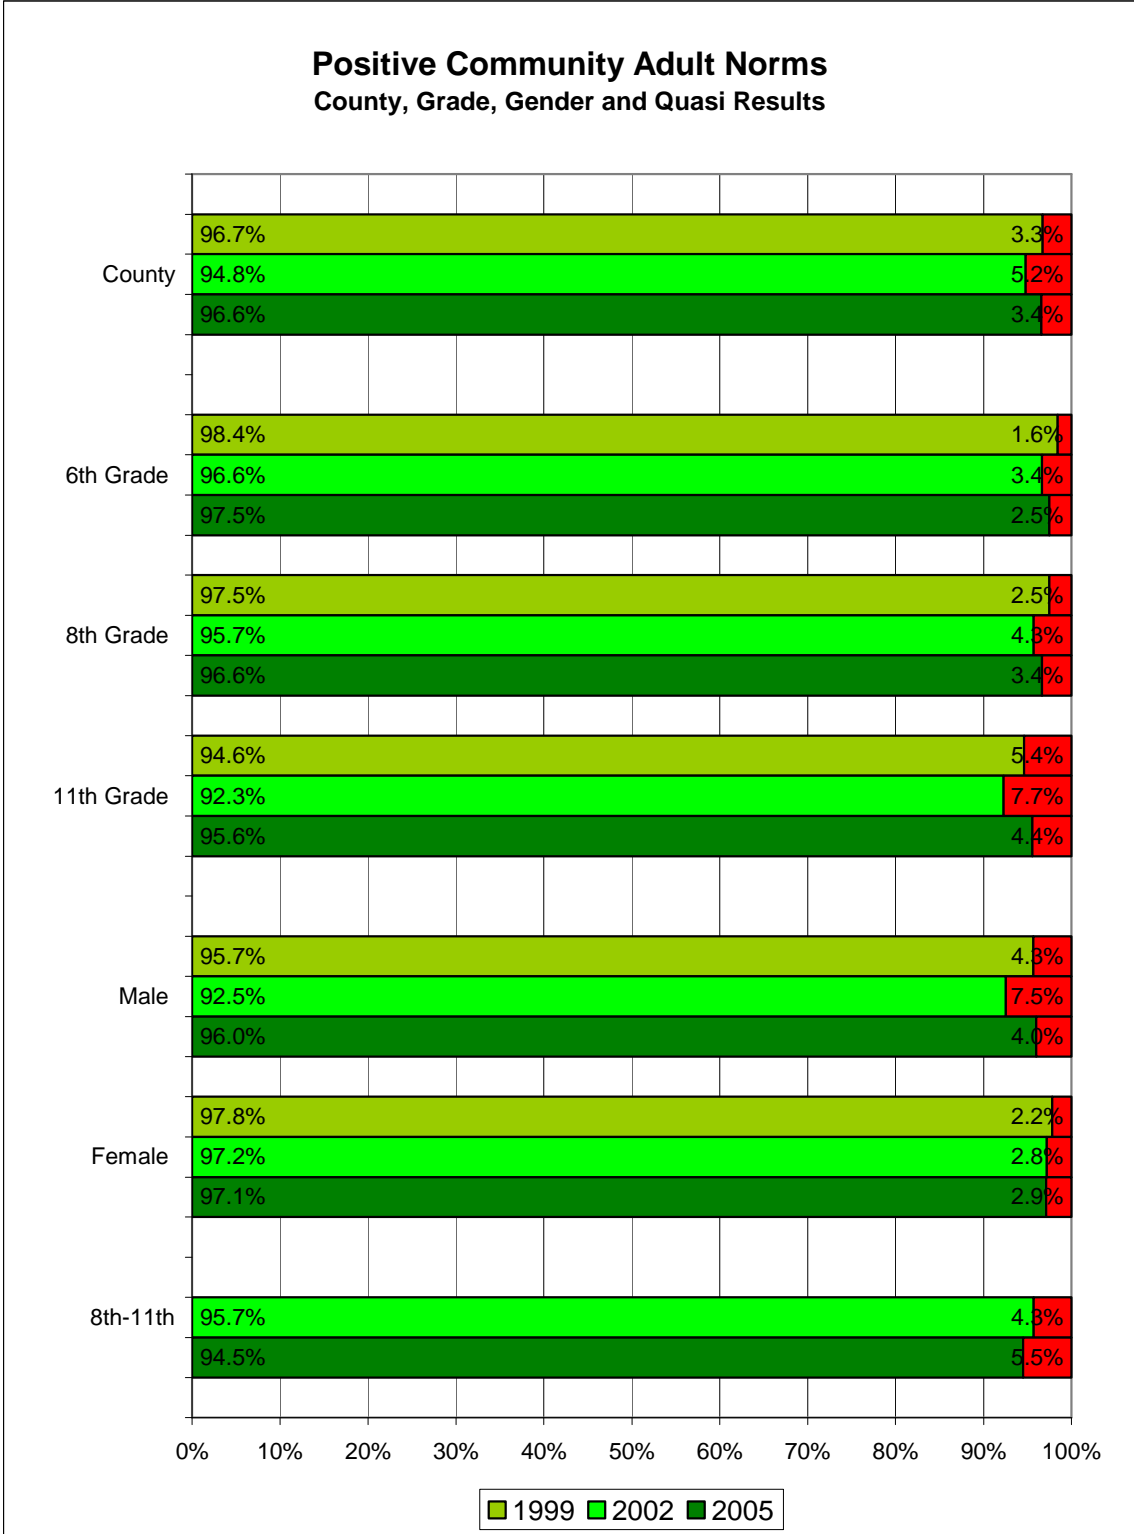 Positive Community Adult Norms
County, Grade, Gender and Quasi Results
96.7% 3.3%
County 94.8% 5.2%
96.6% 3.4%
98.4% 1.6%
6th Grade 96.6% 3.4%
97.5% 2.5%
97.5% 2.5%
8th Grade 95.7% 4.3%
96.6% 3.4%
94.6% 5.4%
11th Grade 92.3% 7.7%
95.6% 4.4%
95.7% 4.3%
Male 92.5% 7.5%
96.0% 4.0%
97.8% 2.2%
Female 97.2% 2.8%
97.1% 2.9%
8th-11th 95.7% 4.3%
94.5% 5.5%
0% 10% 20% 30% 40% 50% 60% 70% 80% 90% 100%
1999 2002 2005